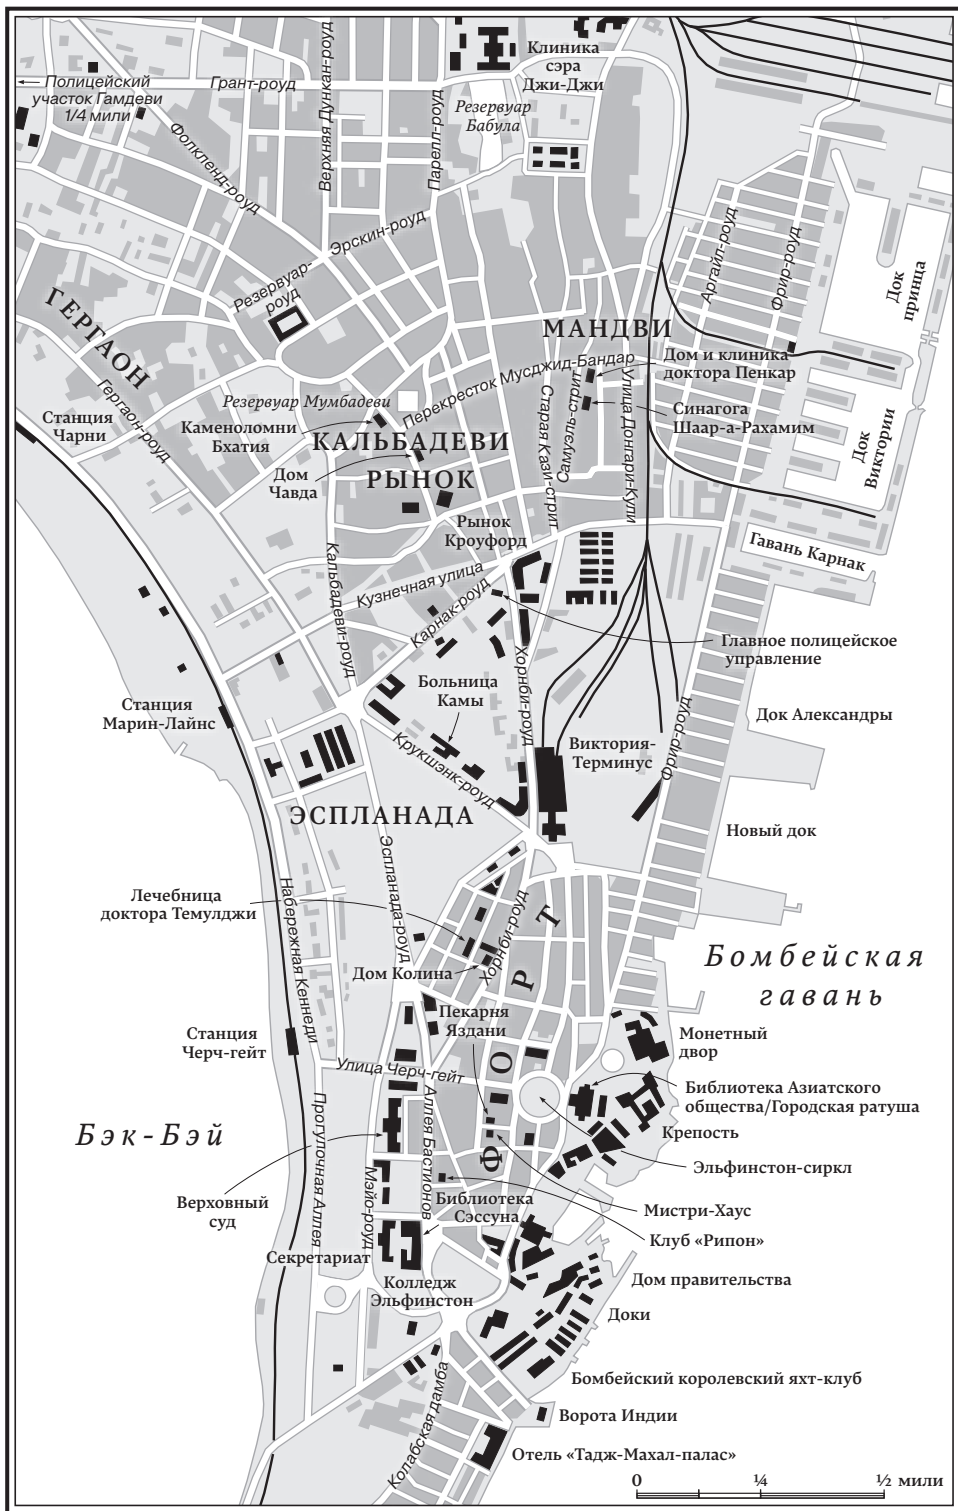 Клиника
сэра
Джи-Джи
Полицейский
участок Гамдеви
1/4 мили
Грант-роуд
Верхняя Дункан-роуд
Парелл-роуд
Резервуар
Бабула
Фолкленд-роуд
Эрскин-роуд
Резервуар-
роуд
Аргайл-роуд
Фрир-роуд
Док
принца
ГЕРГАОН
МАНДВИ
Дом и клиника
доктора Пенкар
Перекресток Мусджид-Бандар
Гергаон-роуд
Резервуар Мумбадеви
Станция
Чарни
Каменоломни
Бхатия
КАЛЬБАДЕВИ
Синагога
Шаар-а-Рахамим
Старая Кази-стрит
Самуэль-стрит
Улица Доннгари-Кули
Док
Виктории
Дом
Чавда
РЫНОК
Рынок
Кроуфорд
Гавань Карнак
Кальбадеви-роуд
Кузнечная улица
Карнак-роуд
Главное полицейское
управление
Хорнби-роуд
Больница
Камы
Станция
Марин-Лайнс
Док Александры
Фрир-роуд
Виктория-
Терминус
Крукшэнк-роуд
ЭСПЛАНАДА
Новый док
Эспланада-роуд
Набережная Кеннеди
Лечебница
доктора Темулджи
Хорнби-роуд
ФОРТ
Дом Колина
Бомбейская
гавань
Пекарня
Яздани
Станция
Черч-гейт
Монетный
двор
Улица Черч-гейт
Библиотека Азиатского
общества/Городская ратуша
Аллея Бастионов
Прогулочная Аллея
Крепость
Бэк-Бэй
Эльфинстон-сиркл
Мэйо-роуд
Верховный
суд
Библиотека
Сэссуна
Мистри-Хаус
Клуб «Рипон»
Секретариат
Колледж
Эльфинстон
Дом правительства
Доки
Бомбейский королевский яхт-клуб
Колабская дамба
Ворота Индии
Отель «Тадж-Махал-палас»
0 ¼ ½ мили